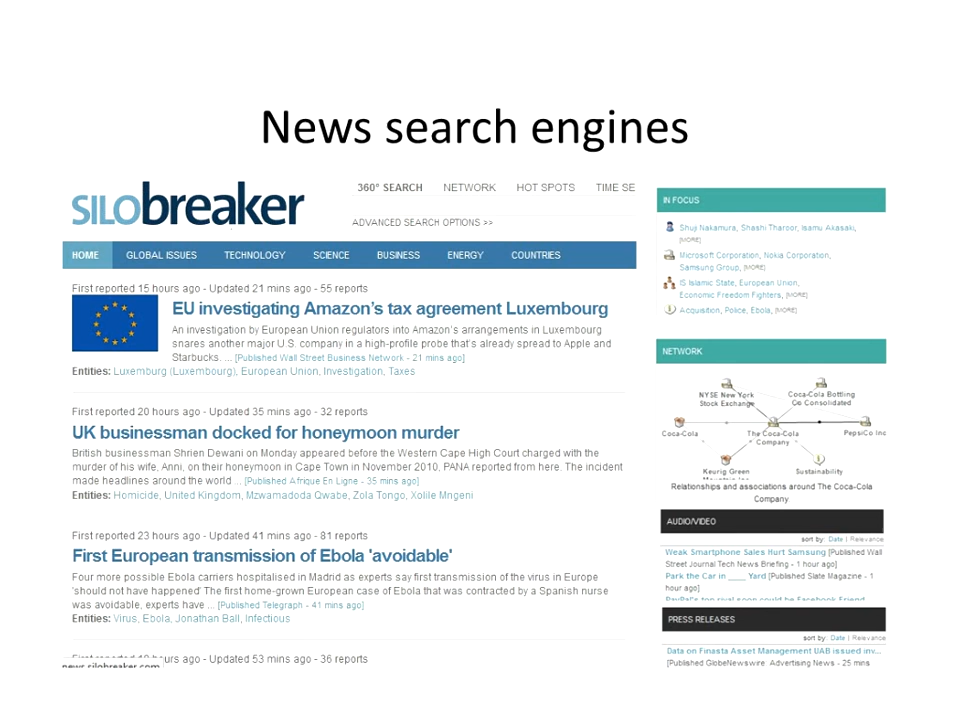 News search engines
SILObreaker
360° SEARCH NETWORK HOT SPOTS TIME SE
ADVANCED SEARCH OPTIONS >>
HOME GLOBAL ISSUES TECHNOLOGY SCIENCE BUSINESS ENERGY COUNTRIES
First reported 15 hours ago - Updated 21 mins ago - 55 reports
EU investigating Amazon's tax agreement Luxembourg
An investigation by European Union regulators into Amazon's arrangements in Luxembourg
snares another major U.S. company in a high-profile probe that's already spread to Apple and
Starbucks. ... [Published Wall Street Business Network - 21 mins ago]
Entities: Luxemburg (Luxembourg), European Union, Investigation, Taxes
First reported 20 hours ago - Updated 35 mins ago - 32 reports
UK businessman docked for honeymoon murder
British businessman Shrien Dewani on Monday appeared before the Western Cape High Court charged with the
murder of his wife, Anni, on their honeymoon in Cape Town in November 2010, PANA reported from here. The incident
made headlines around the world ... [Published Afrique En Ligne - 35 mins ago]
Entities: Homicide, United Kingdom, Mzwamadoda Qwabe, Zola Tongo, Xolile Mngeni
First reported 23 hours ago - Updated 41 mins ago - 81 reports
First European transmission of Ebola 'avoidable'
Four more possible Ebola carriers hospitalised in Madrid as experts say first transmission of the virus in Europe
'should not have happened' The first home-grown European case of Ebola that was contracted by a Spanish nurse
was avoidable, experts have ... [Published Telegraph - 41 mins ago]
Entities: Virus, Ebola, Jonathan Ball, Infectious
hours ago - Updated 53 mins ago - 36 reports
news.silobreaker.com
IN FOCUS
Shuji Nakamura, Shashi Tharoor, Isamu Akasaki,
[MORE]
Microsoft Corporation, Nokia Corporation,
Samsung Group, [MORE]
IS Islamic State, European Union,
Economic Freedom Fighters, [MORE]
Acquisition, Police, Ebola, [MORE]
NETWORK
NYSE New York
Stock Exchange
Coca-Cola Bottling
Co Consolidated
Coca-Cola
The Coca-Cola
Company
PepsiCo Inc
Keurig Green
Mountain Inc
Sustainability
Relationships and associations around The Coca-Cola
Company
AUDIO/VIDEO
sort by: Date | Relevance
Weak Smartphone Sales Hurt Samsung [Published Wall
Street Journal Tech News Briefing - 1 hour ago]
Park the Car in ____ Yard [Published Slate Magazine - 1
hour ago]
PayPal's top rival soon could be Facebook Friend
PRESS RELEASES
sort by: Date | Relevance
Data on Finasta Asset Management UAB issued inv...
[Published GlobeNewswire: Advertising News - 25 mins